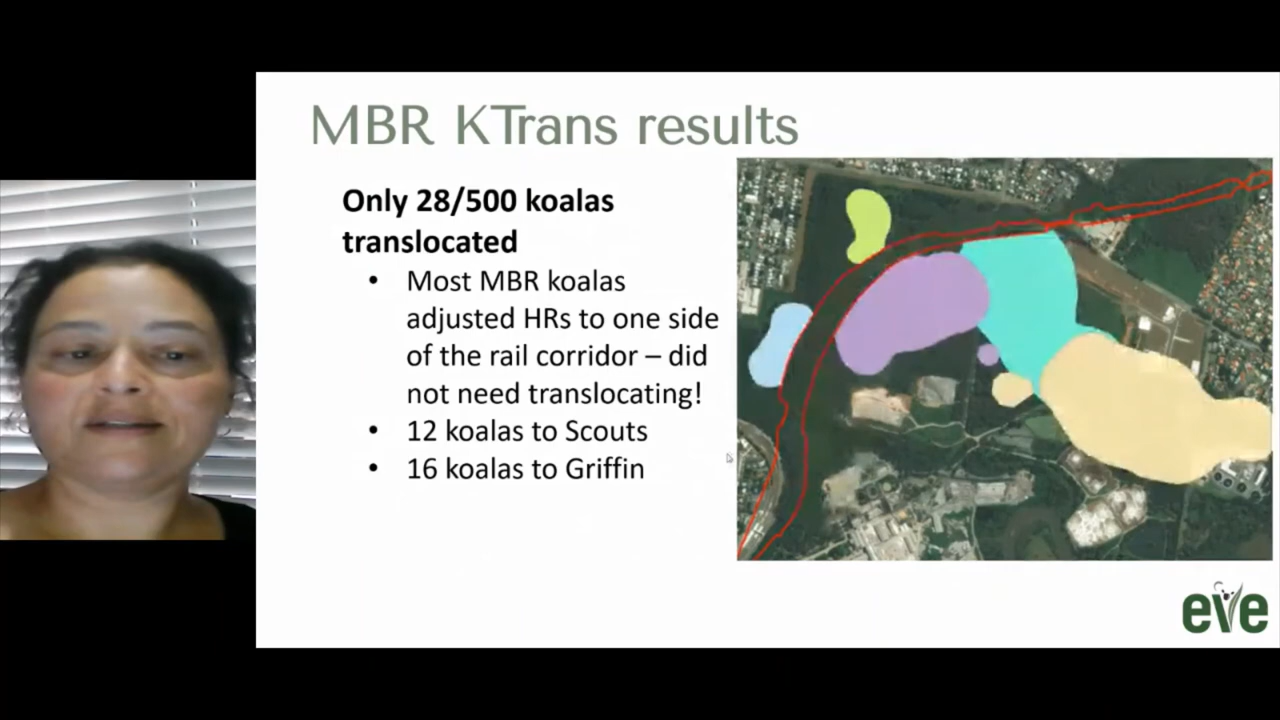 MBR KTrans results
Only 28/500 koalas
translocated
• Most MBR koalas
adjusted HRs to one side
of the rail corridor – did
not need translocating!
• 12 koalas to Scouts
• 16 koalas to Griffin
eve